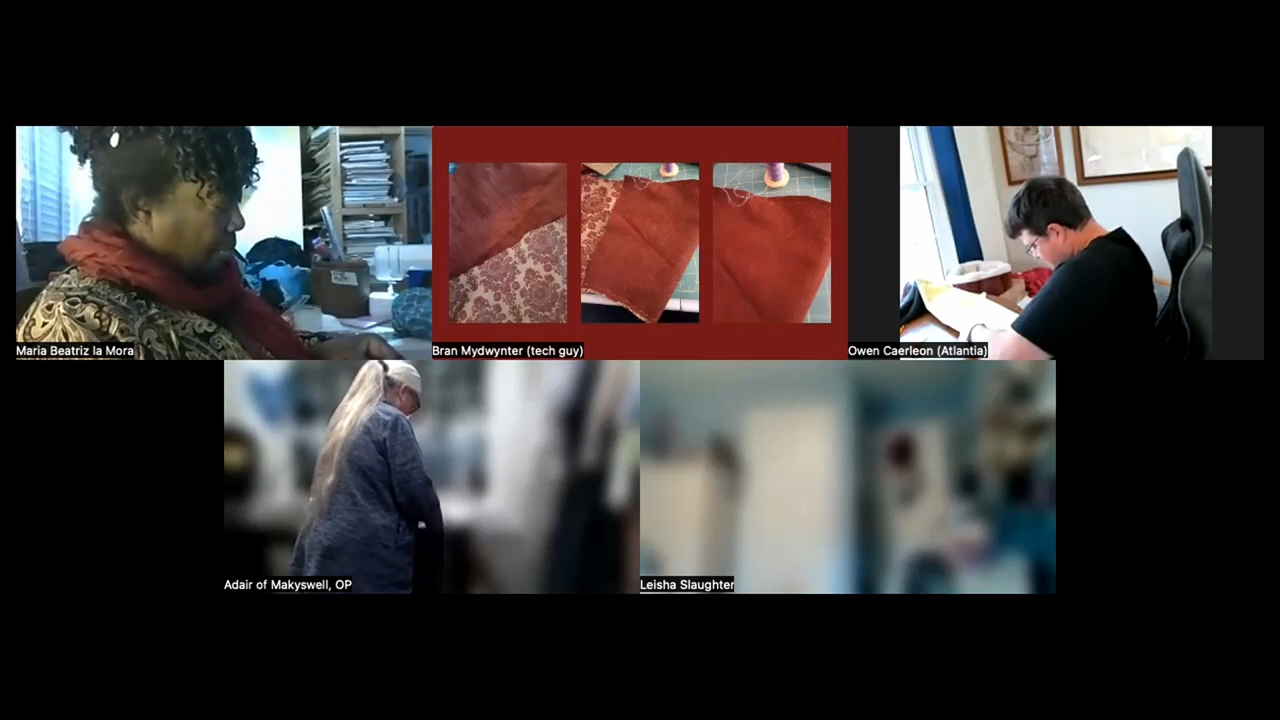 Maria Beatriz la Mora
Bran Mydwynter (tech guy)
Owen Caerleon (Atlantia)
Adair of Makyswell, OP
Leisha Slaughter